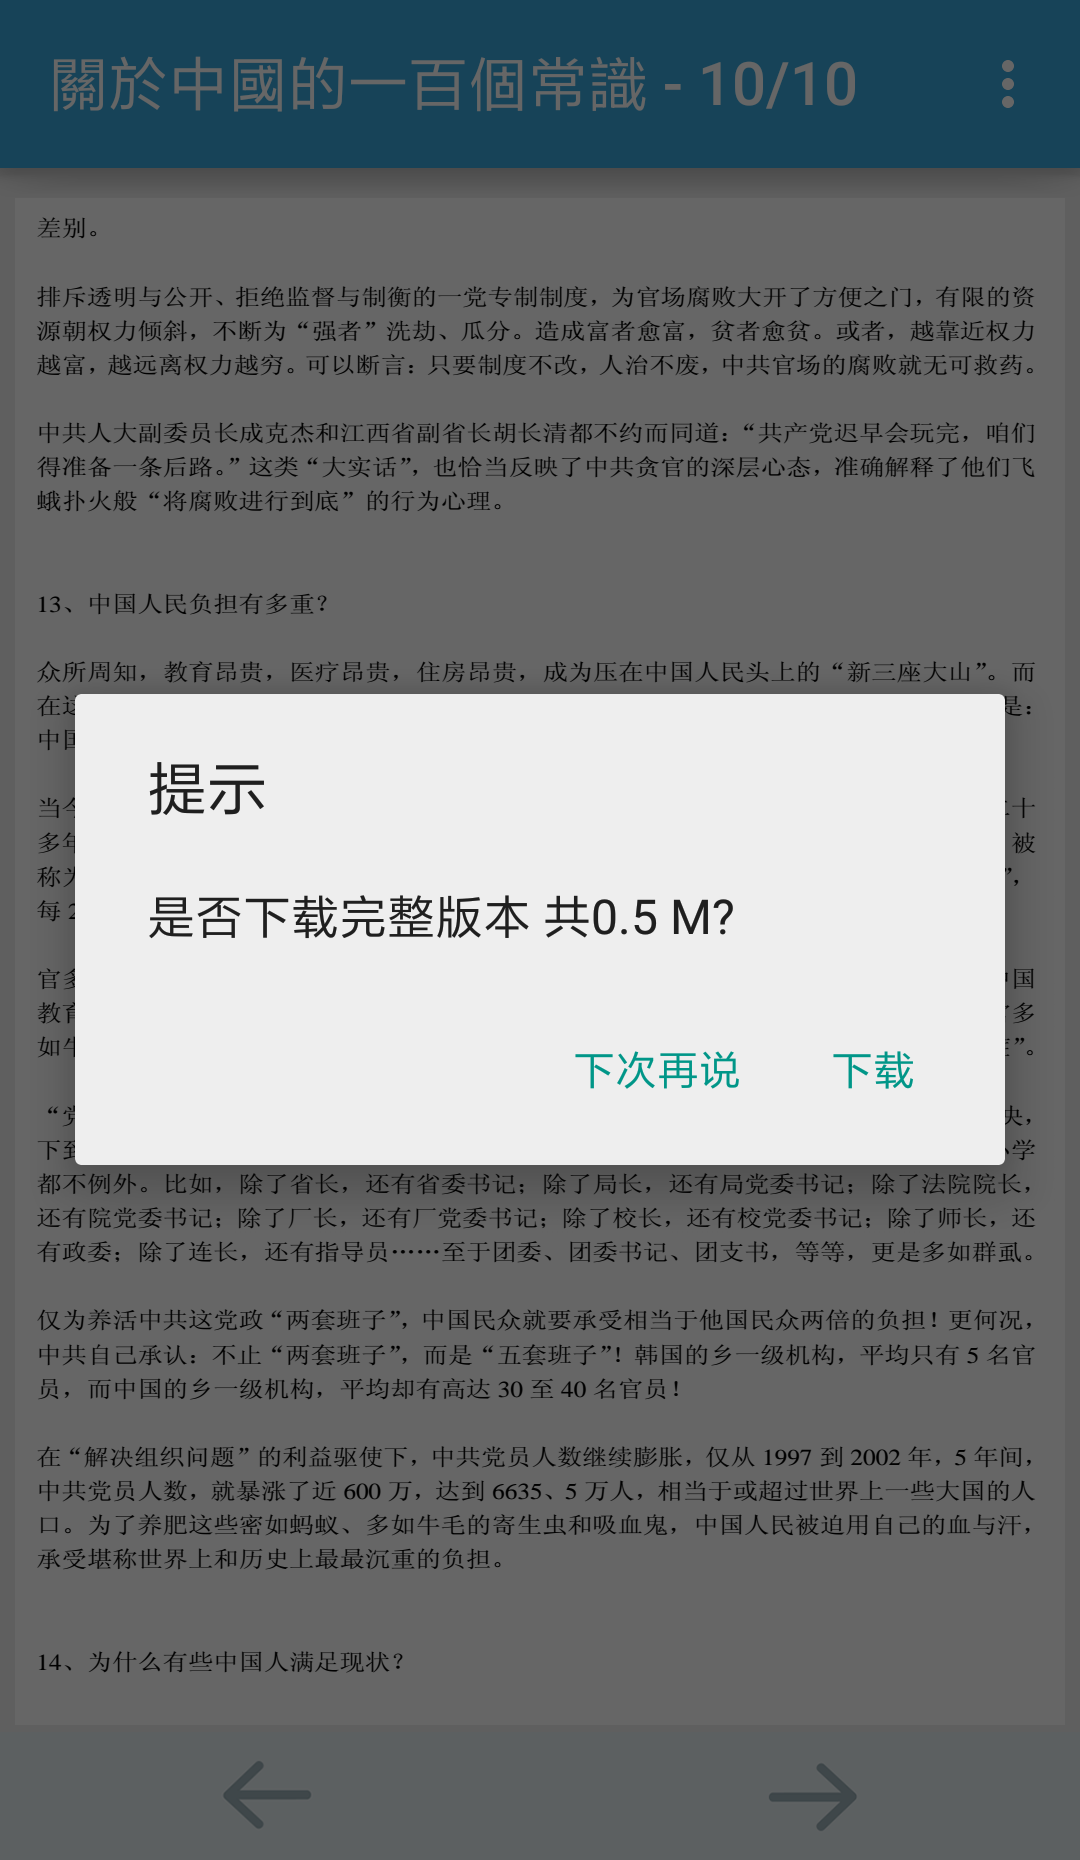 關於中國的一百個常識 - 10/10
差别。
排斥透明与公开、拒绝监督与制衡的一党专制制度，为官场腐败大开了方便之门，有限的资
源朝权力倾斜，不断为“强者”洗劫、瓜分。造成富者愈富，贫者愈贫。或者，越靠近权力
越富，越远离权力越穷。可以断言：只要制度不改，人治不废，中共官场的腐败就无可救药。
中共人大副委员长成克杰和江西省副省长胡长清都不约而同道：“共产党迟早会玩完，咱们
得准备一条后路。”这类“大实话”，也恰当反映了中共贪官的深层心态，准确解释了他们飞
蛾扑火般“将腐败进行到底”的行为心理。
13、中国人民负担有多重？
众所周知，教育昂贵，医疗昂贵，住房昂贵，成为压在中国人民头上的“新三座大山”。而
在这 是：
中国
提示
当今 二十
多年 被
称为 ”，
是否下载完整版本 共0.5 M?
每 2
官多 中国
教育 多
如牛 ”。
下次再说 下载
“党 央，
下到 小学
都不例外。比如，除了省长，还有省委书记；除了局长，还有局党委书记；除了法院院长，
还有院党委书记；除了厂长，还有厂党委书记；除了校长，还有校党委书记；除了师长，还
有政委；除了连长，还有指导员……至于团委、团委书记、团支书，等等，更是多如群虱。
仅为养活中共这党政“两套班子”，中国民众就要承受相当于他国民众两倍的负担！更何况，
中共自己承认：不止“两套班子”，而是“五套班子”！韩国的乡一级机构，平均只有 5 名官
员，而中国的乡一级机构，平均却有高达 30 至 40 名官员！
在“解决组织问题”的利益驱使下，中共党员人数继续膨胀，仅从 1997 到 2002 年，5 年间，
中共党员人数，就暴涨了近 600 万，达到 6635、5 万人，相当于或超过世界上一些大国的人
口。为了养肥这些密如蚂蚁、多如牛毛的寄生虫和吸血鬼，中国人民被迫用自己的血与汗，
承受堪称世界上和历史上最最沉重的负担。
14、为什么有些中国人满足现状？